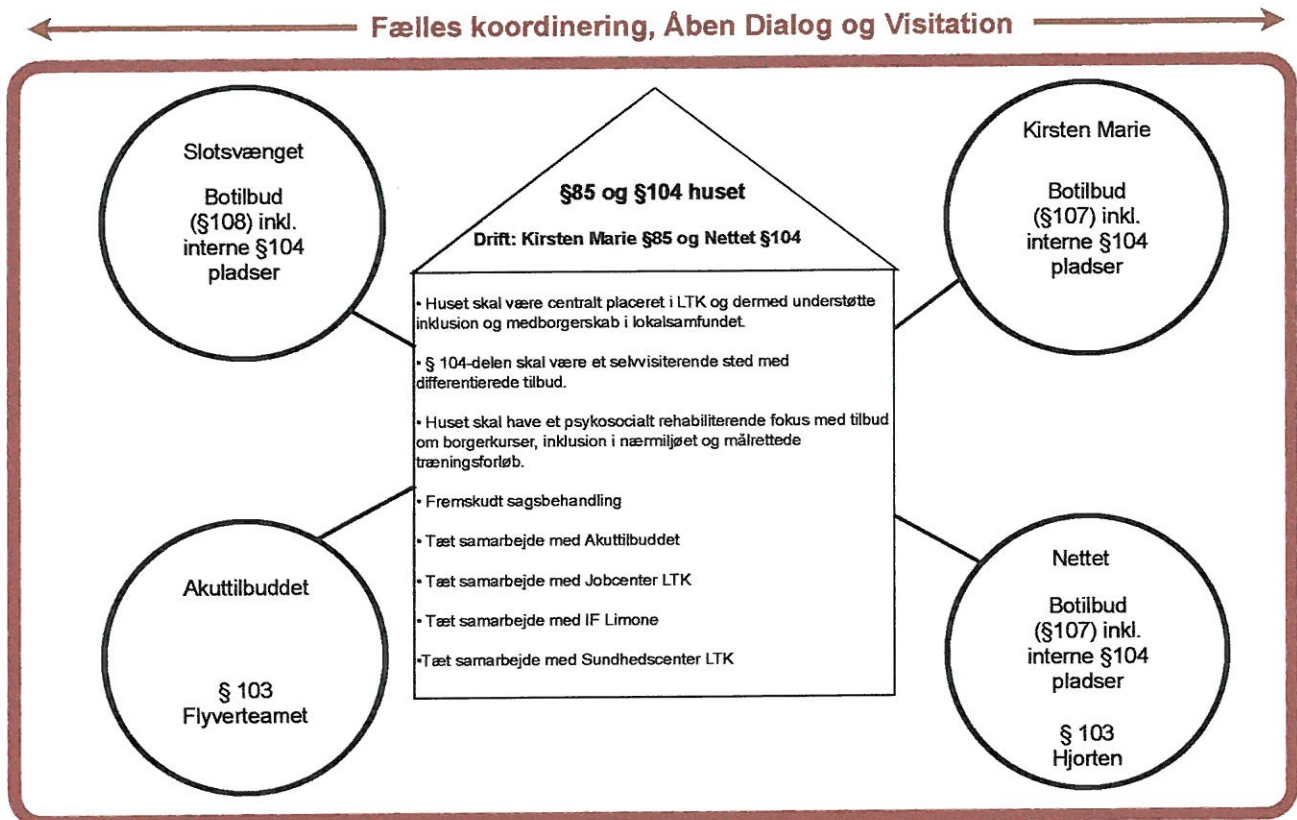 Fælles koordinering, Åben Dialog og Visitation
Slotsvænget
Botilbud
(§108) inkl.
interne §104
pladser
Kirsten Marie
Botilbud
(§107) inkl.
interne §104
pladser
§85 og §104 huset
Drift: Kirsten Marie §85 og Nettet §104
• Huset skal være centralt placeret i LTK og dermed understøtte
inklusion og medborgerskab i lokalsamfundet.
• § 104-delen skal være et selvvisiterende sted med
differentierede tilbud.
• Huset skal have et psykosocialt rehabiliterende fokus med tilbud
om borgerkurser, inklusion i nærmiljøet og målrettede
træningsforløb.
• Fremskudt sagsbehandling
• Tæt samarbejde med Akuttilbuddet
• Tæt samarbejde med Jobcenter LTK
• Tæt samarbejde med IF Limone
•Tæt samarbejde med Sundhedscenter LTK
Akuttilbuddet
§ 103
Flyverteamet
Nettet
Botilbud
(§107) inkl.
interne §104
pladser
§ 103
Hjorten